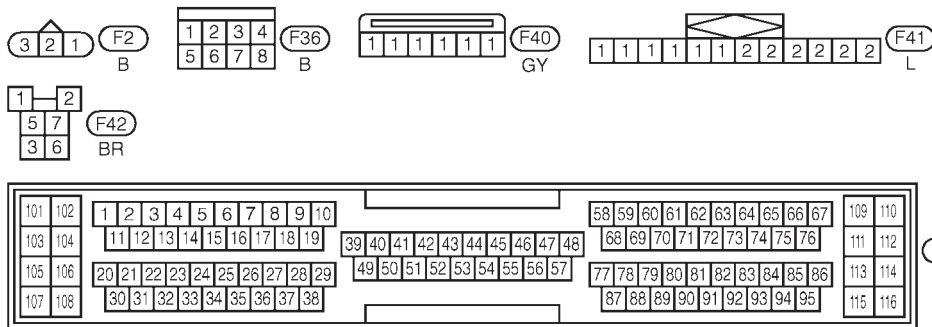 3 2 1 F2
B
1 2 3 4
5 6 7 8 F36
B
1 1 1 1 1 1 F40
GY
1 1 1 1 1 1 2 2 2 2 2 2 F41
L
1 2
5 7
3 6 F42
BR
101 102
103 104
105 106
107 108
1 2 3 4 5 6 7 8 9 10
11 12 13 14 15 16 17 18 19
20 21 22 23 24 25 26 27 28 29
30 31 32 33 34 35 36 37 38
39 40 41 42 43 44 45 46 47 48
49 50 51 52 53 54 55 56 57
58 59 60 61 62 63 64 65 66 67
68 69 70 71 72 73 74 75 76
77 78 79 80 81 82 83 84 85 86
87 88 89 90 91 92 93 94 95
109 110
111 112
113 114
115 116